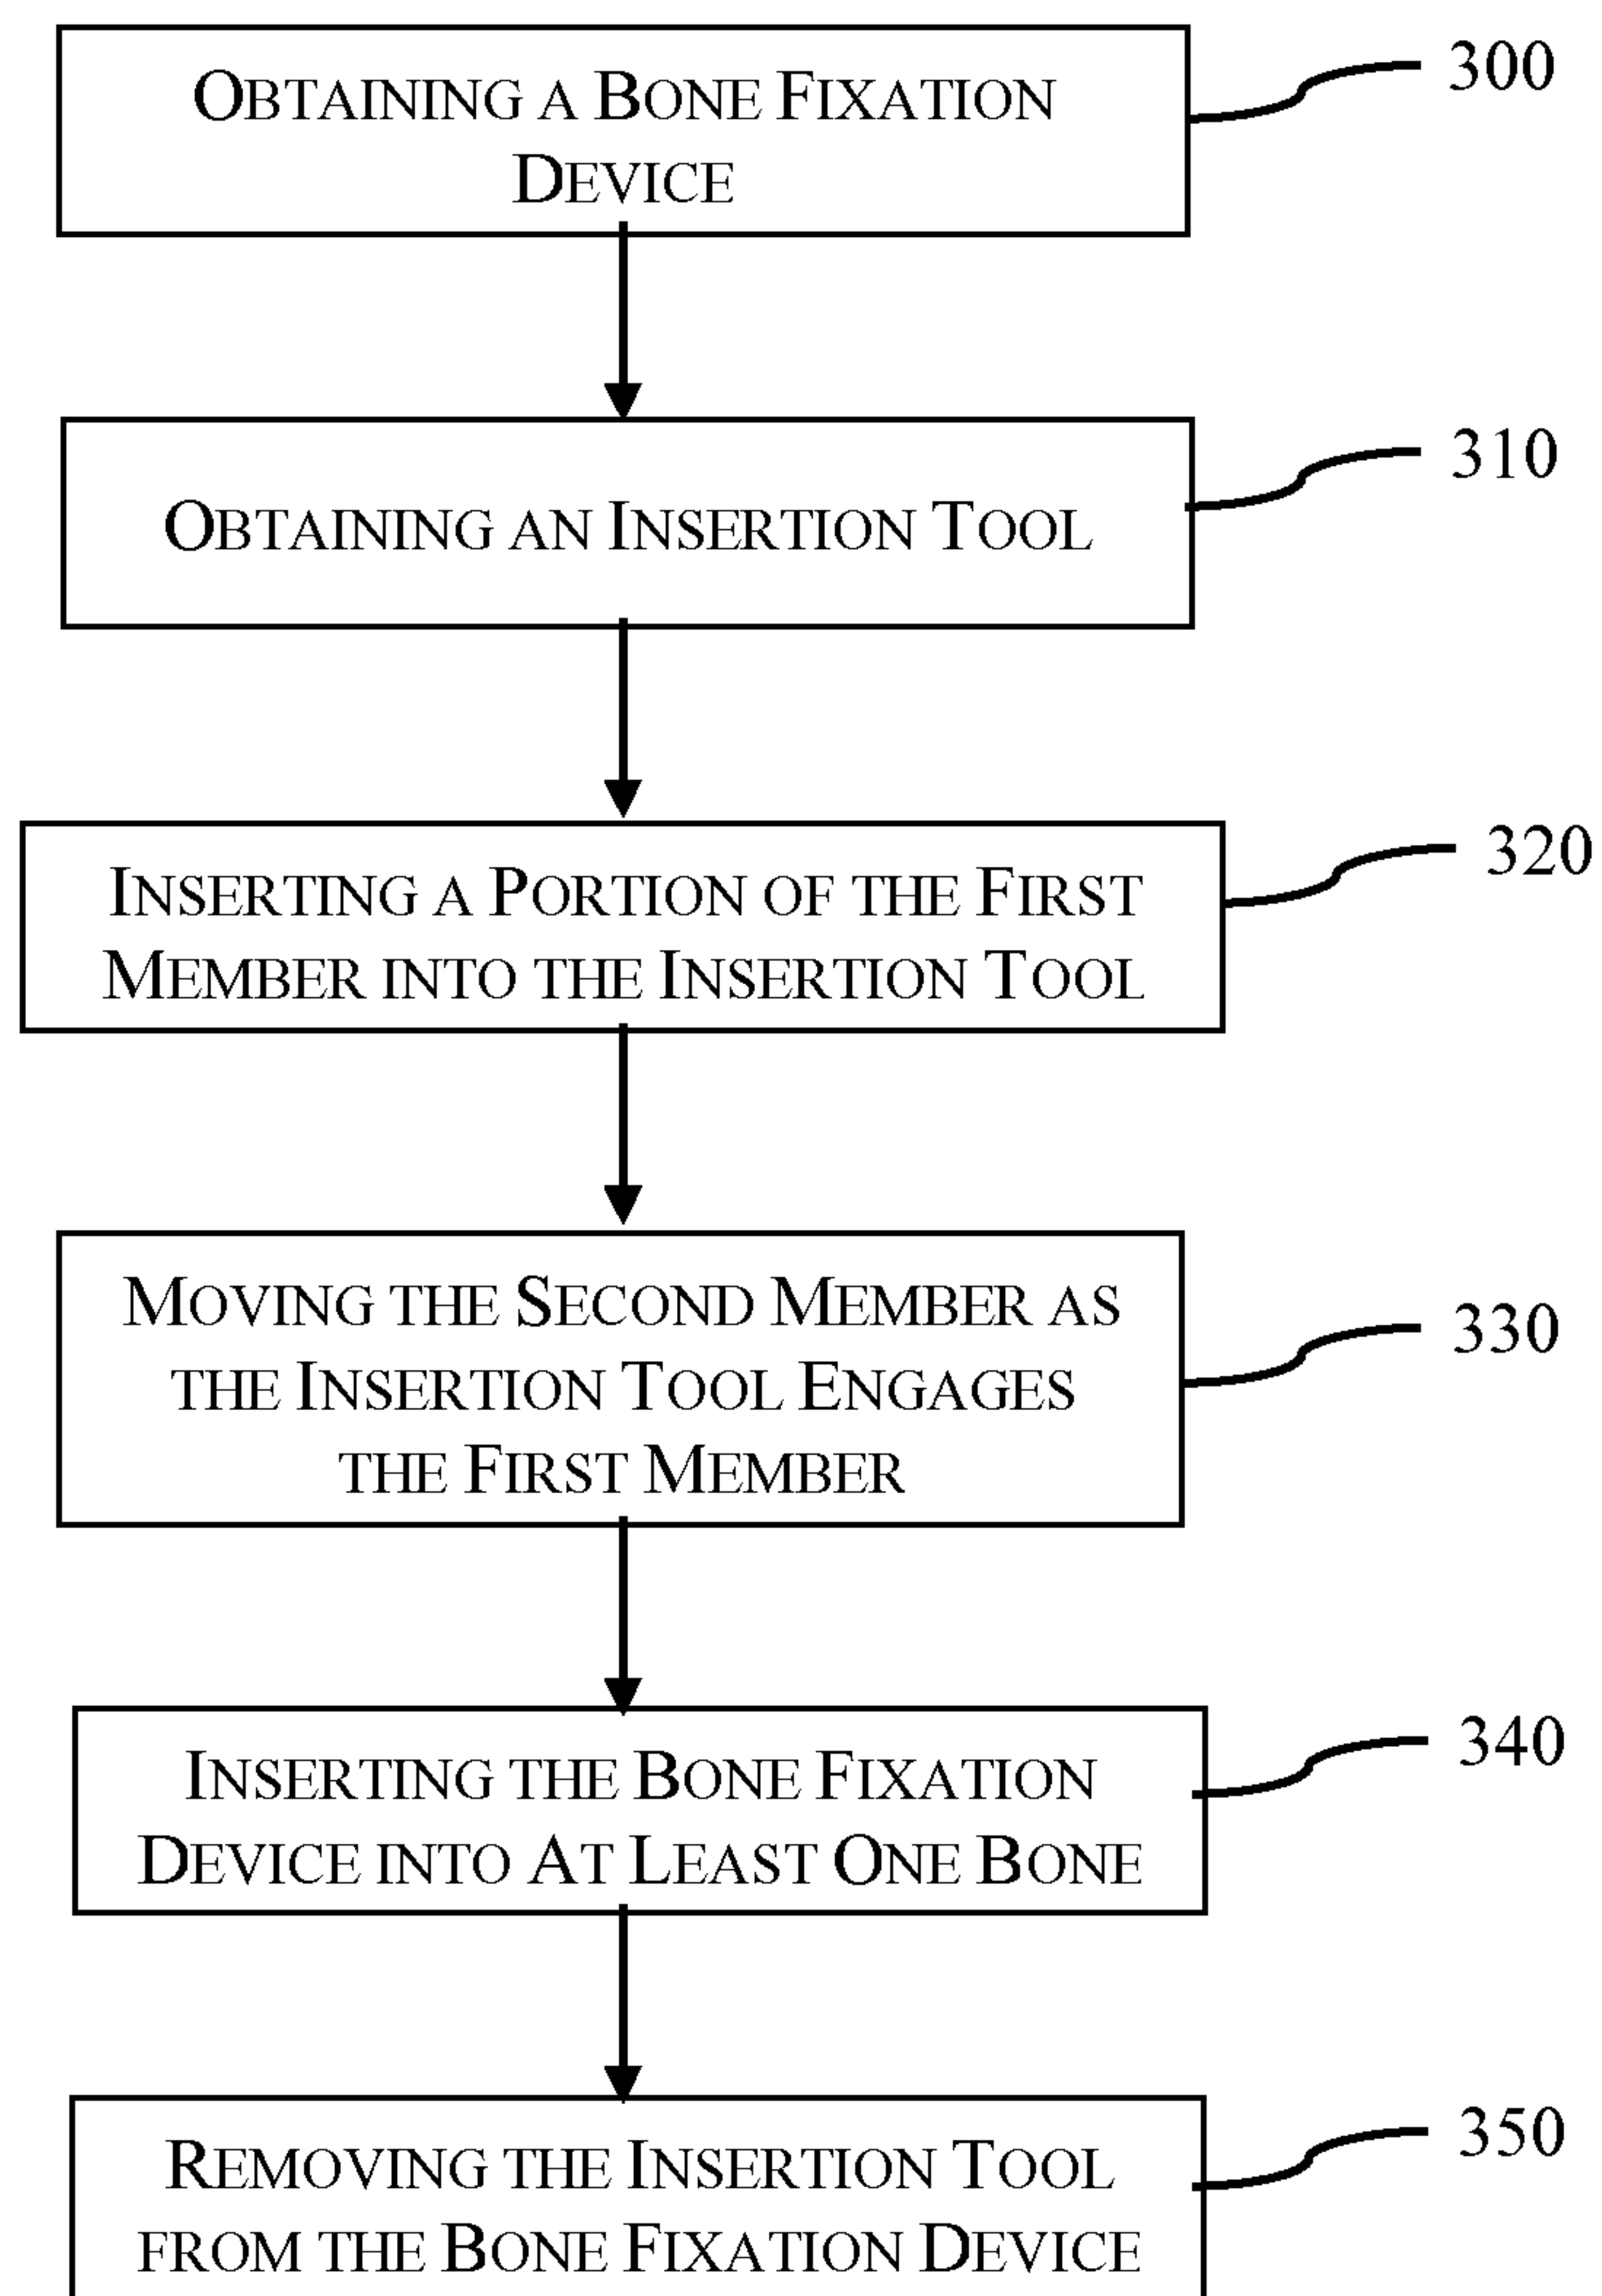 OBTAINING A BONE FIXATION
DEVICE
300
OBTAINING AN INSERTION TOOL
310
INSERTING A PORTION OF THE FIRST
MEMBER INTO THE INSERTION TOOL
320
MOVING THE SECOND MEMBER AS
THE INSERTION TOOL ENGAGES
THE FIRST MEMBER
330
INSERTING THE BONE FIXATION
DEVICE INTO AT LEAST ONE BONE
340
REMOVING THE INSERTION TOOL
FROM THE BONE FIXATION DEVICE
350